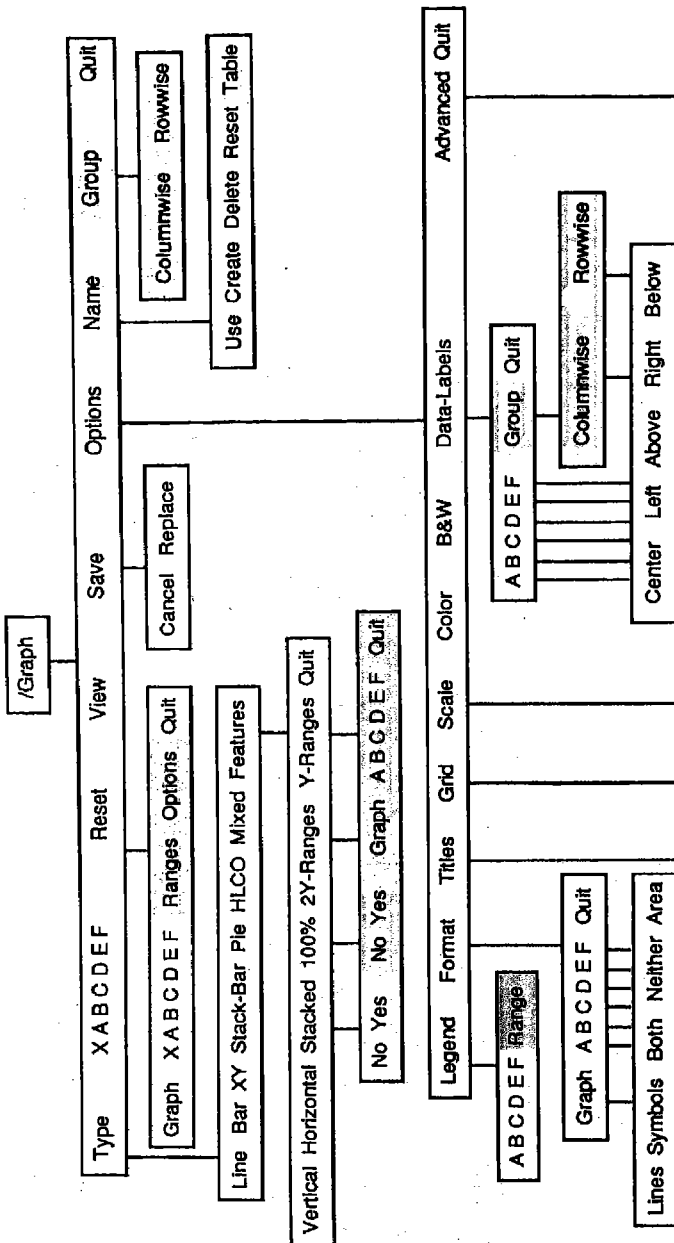 /Graph
Type X A B C D E F Reset View Save Options Name Group Quit
Graph X A B C D E F Ranges Options Quit
Cancel Replace
Columnwise Rowwise
Line Bar XY Stack-Bar Pie HLCO Mixed Features
Use Create Delete Reset Table
Vertical Horizontal Stacked 100% 2Y-Ranges Y-Ranges Quit
No Yes No Yes Graph A B C D E F Quit
Legend Format Titles Grid Scale Color B&W Data-Labels Advanced Quit
A B C D E F Range
A B C D E F Group Quit
Graph A B C D E F Quit
Columnwise Rowwise
Lines Symbols Both Neither Area
Center Left Above Right Below